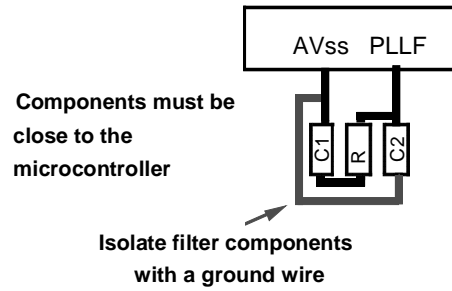 AVss PLLF
Components must be
close to the
microcontroller
C1
R
C2
Isolate filter components
with a ground wire